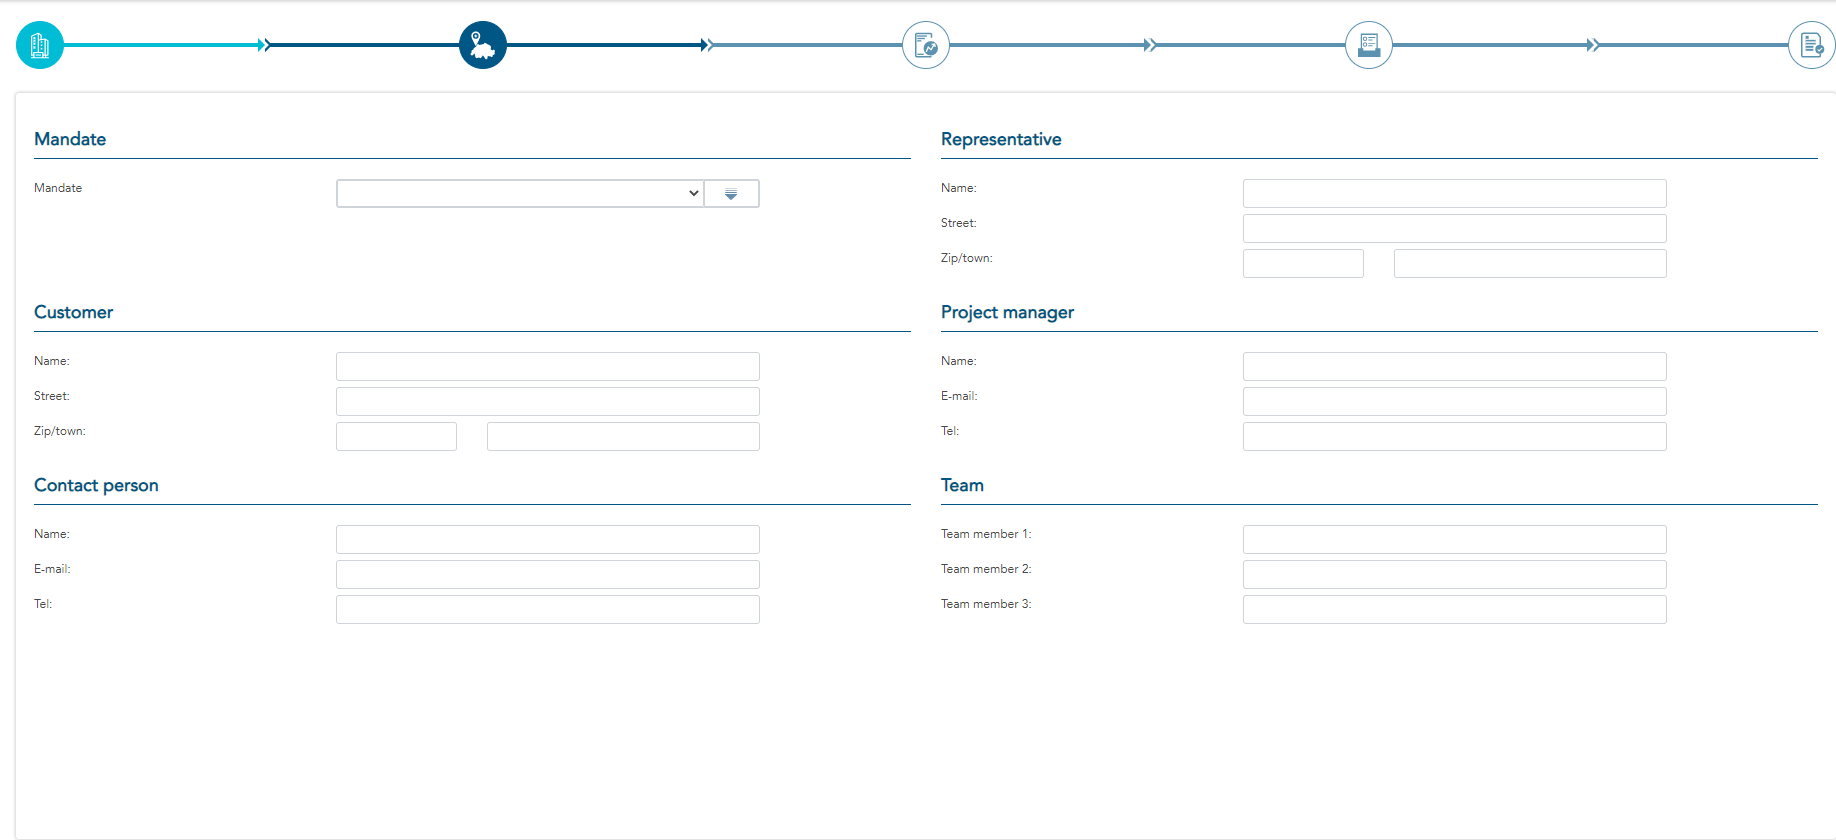 Mandate
Mandate
Representative
Name:
Street:
Zip/town:
Customer
Name:
Street:
Zip/town:
Project manager
Name:
E-mail:
Tel:
Contact person
Name:
E-mail:
Tel:
Team
Team member 1:
Team member 2:
Team member 3: